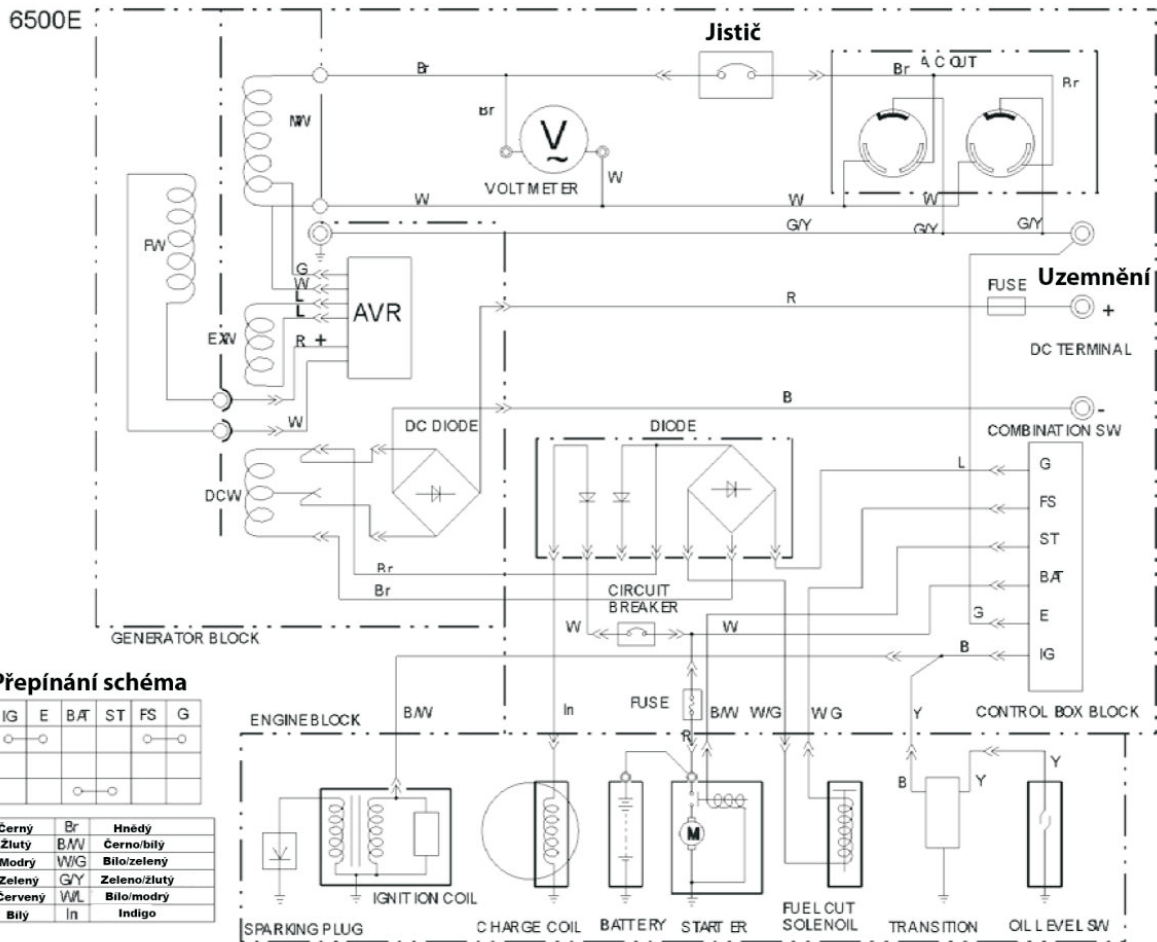 6500E
Jistič
A C OUT
Br
Br
Br
Br
MW
V
~
VOLTMETER
W
W
W
W
FW
G/Y
G/Y
G/Y
G
W
L
L
AVR
EXW
R +
W
R
FUSE
Uzemnění
+
DC TERMINAL
B
-
DC DIODE
DIODE
COMBINATION SW
DCW
L
G
FS
ST
BAT
G
E
B
IG
Br
Br
CIRCUIT
BREAKER
W
W
GENERATOR BLOCK
Přepínání schéma
IG E BAT ST FS G
ENGINE BLOCK
B/W
In
FUSE
R
B/W
W/G
W G
Y
CONTROL BOX BLOCK
B
Y
Y
M
Černý Br Hnědý
Žlutý B/W Černo/bílý
Modrý W/G Bílo/zelený
Zelený G/Y Zeleno/žlutý
Červený W/L Bílo/modrý
Bílý In Indigo
SPARKING PLUG
IGNITION COIL
CHARGE COIL
BATTERY
STARTER
FUEL CUT
SOLENOIL
TRANSITION
OIL LEVEL SW